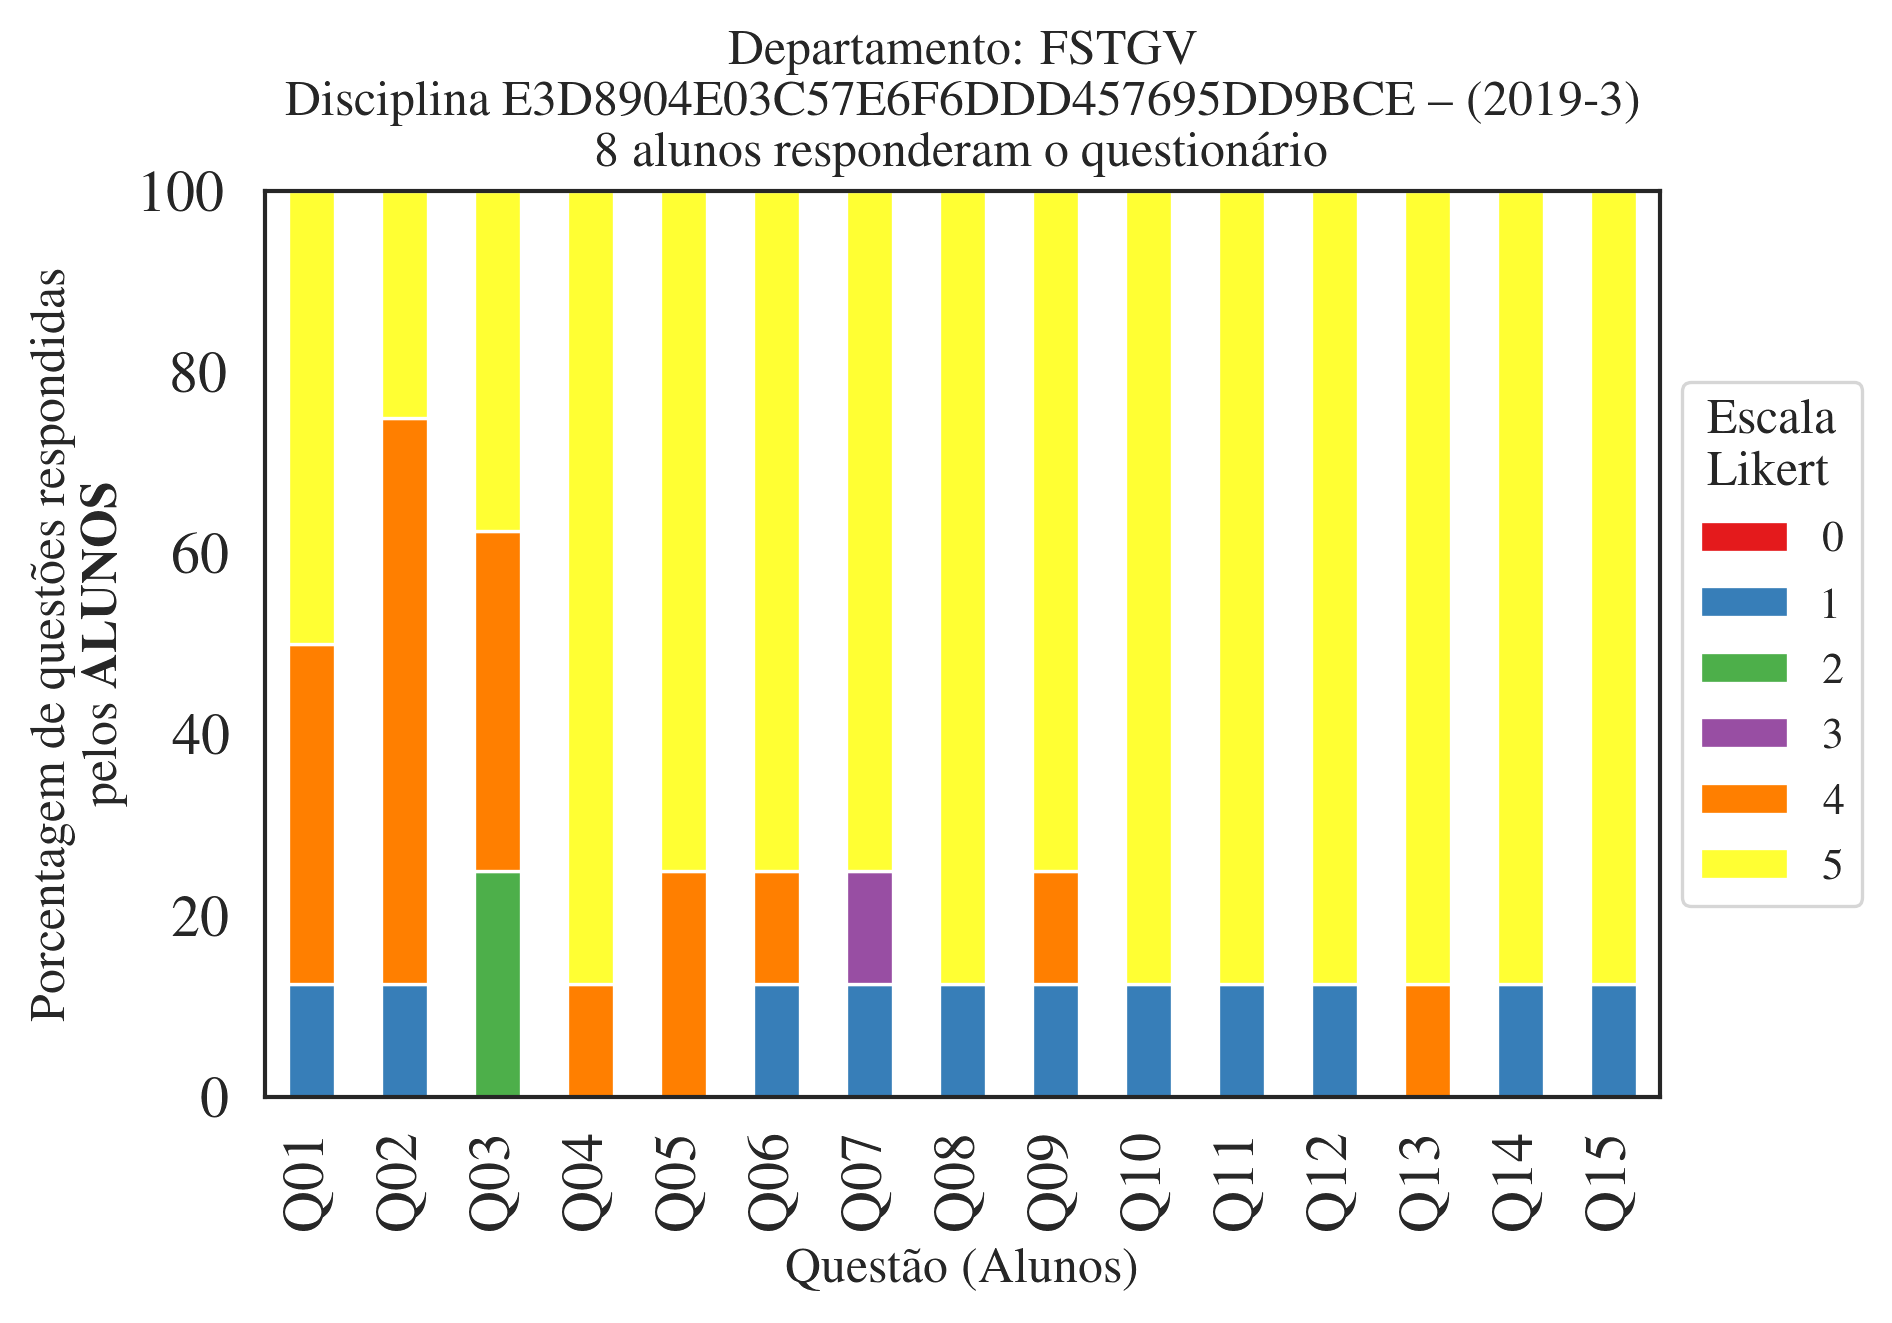 Departamento: FSTGV
Disciplina E3D8904E03C57E6F6DDD457695DD9BCE – (2019-3)
8 alunos responderam o questionário
Porcentagem de questões respondidas
pelos ALUNOS
100
80
60
40
20
0
Q01
Q02
Q03
Q04
Q05
Q06
Q07
Q08
Q09
Q10
Q11
Q12
Q13
Q14
Q15
Questão (Alunos)
Escala
Likert
0
1
2
3
4
5